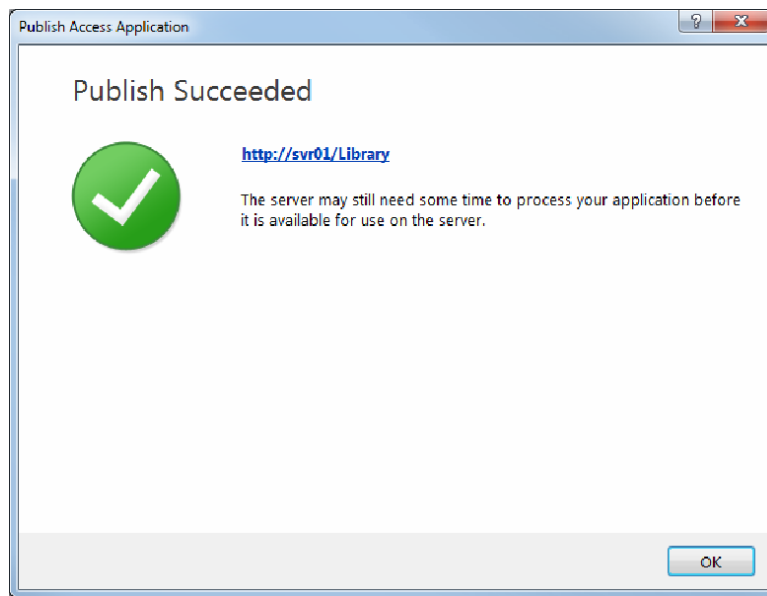 Publish Access Application
?
X
Publish Succeeded
http://svr01/Library
The server may still need some time to process your application before
it is available for use on the server.
OK